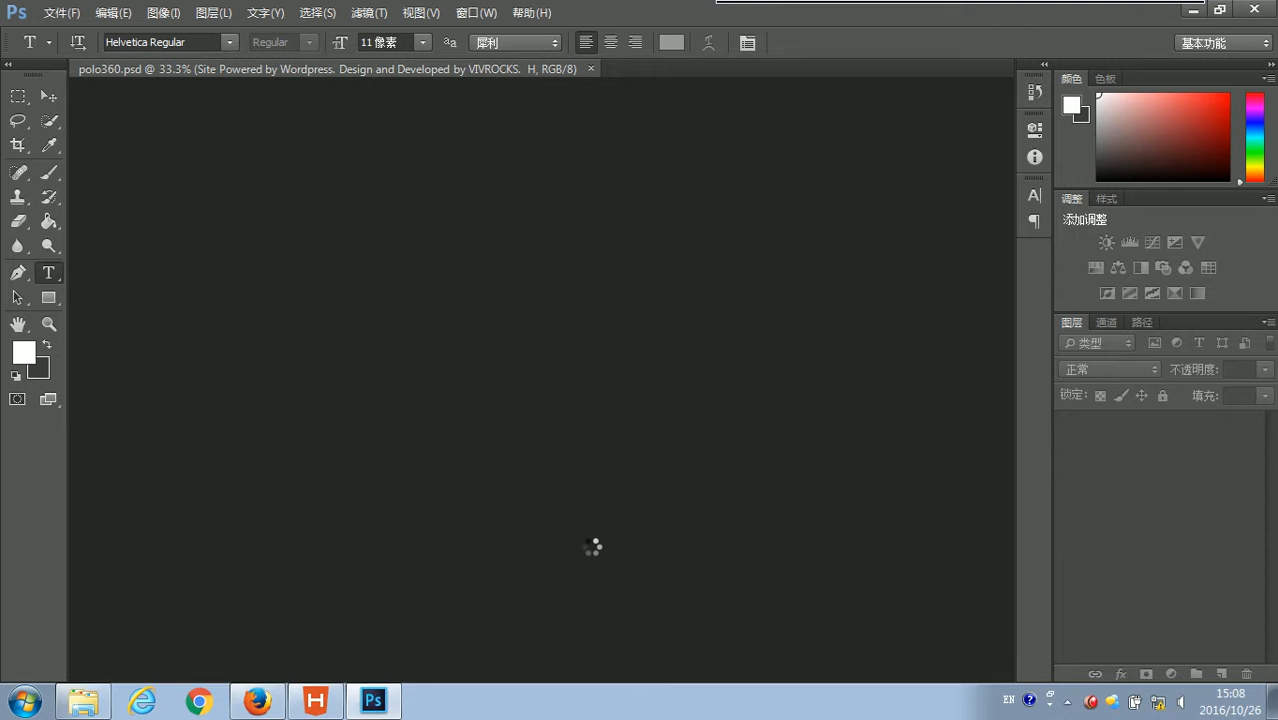 Ps 文件(F) 编辑(E) 图像(I) 图层(L) 文字(Y) 选择(S) 滤镜(T) 视图(V) 窗口(W) 帮助(H)
T T Helvetica Regular Regular T 11 像素 aa 犀利 基本功能
polo360.psd @ 33.3% (Site Powered by Wordpress. Design and Developed by VIVROCKS. H, RGB/8) ×
颜色 色板
A
调整 样式
添加调整
T
图层 通道 路径
类型 T
正常 不透明度:
锁定: 填充:
fx
H Ps EN 15:08
2016/10/26